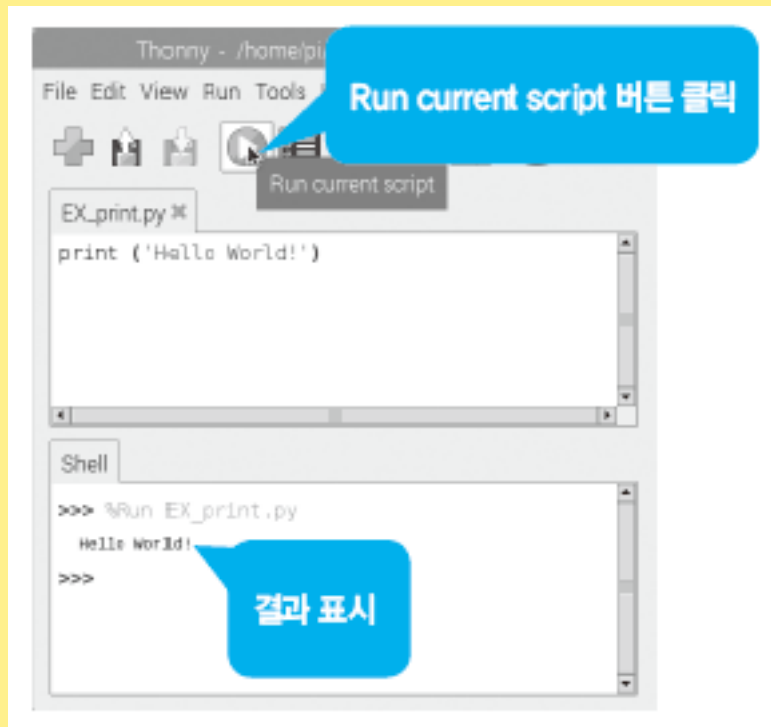 Thonny - /home/pi/
File Edit View Run Tools
Run current script 버튼 클릭
Run current script
EX_print.py
print ('Hello World!')
Shell
>>> %Run EX_print.py
Hello World!
>>>
결과 표시